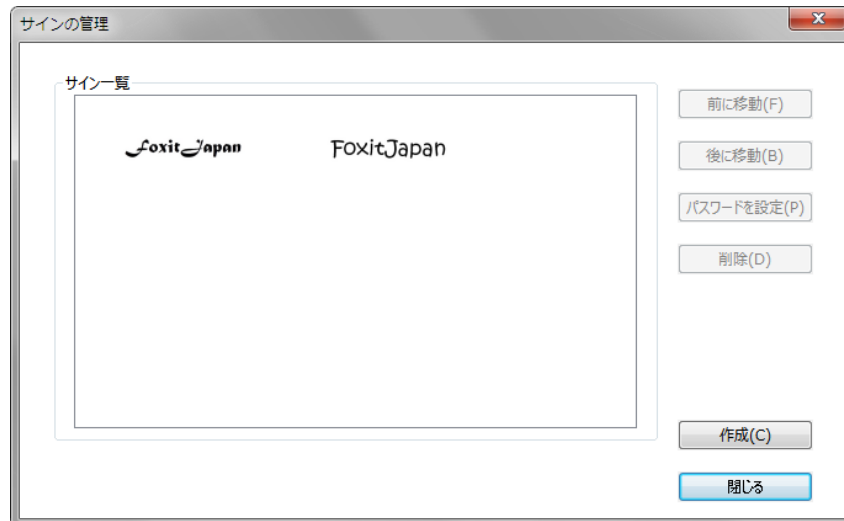 サインの管理
サイン一覧
FoxitJapan FoxitJapan
前に移動(F)
後に移動(B)
パスワードを設定(P)
削除(D)
作成(C)
閉じる